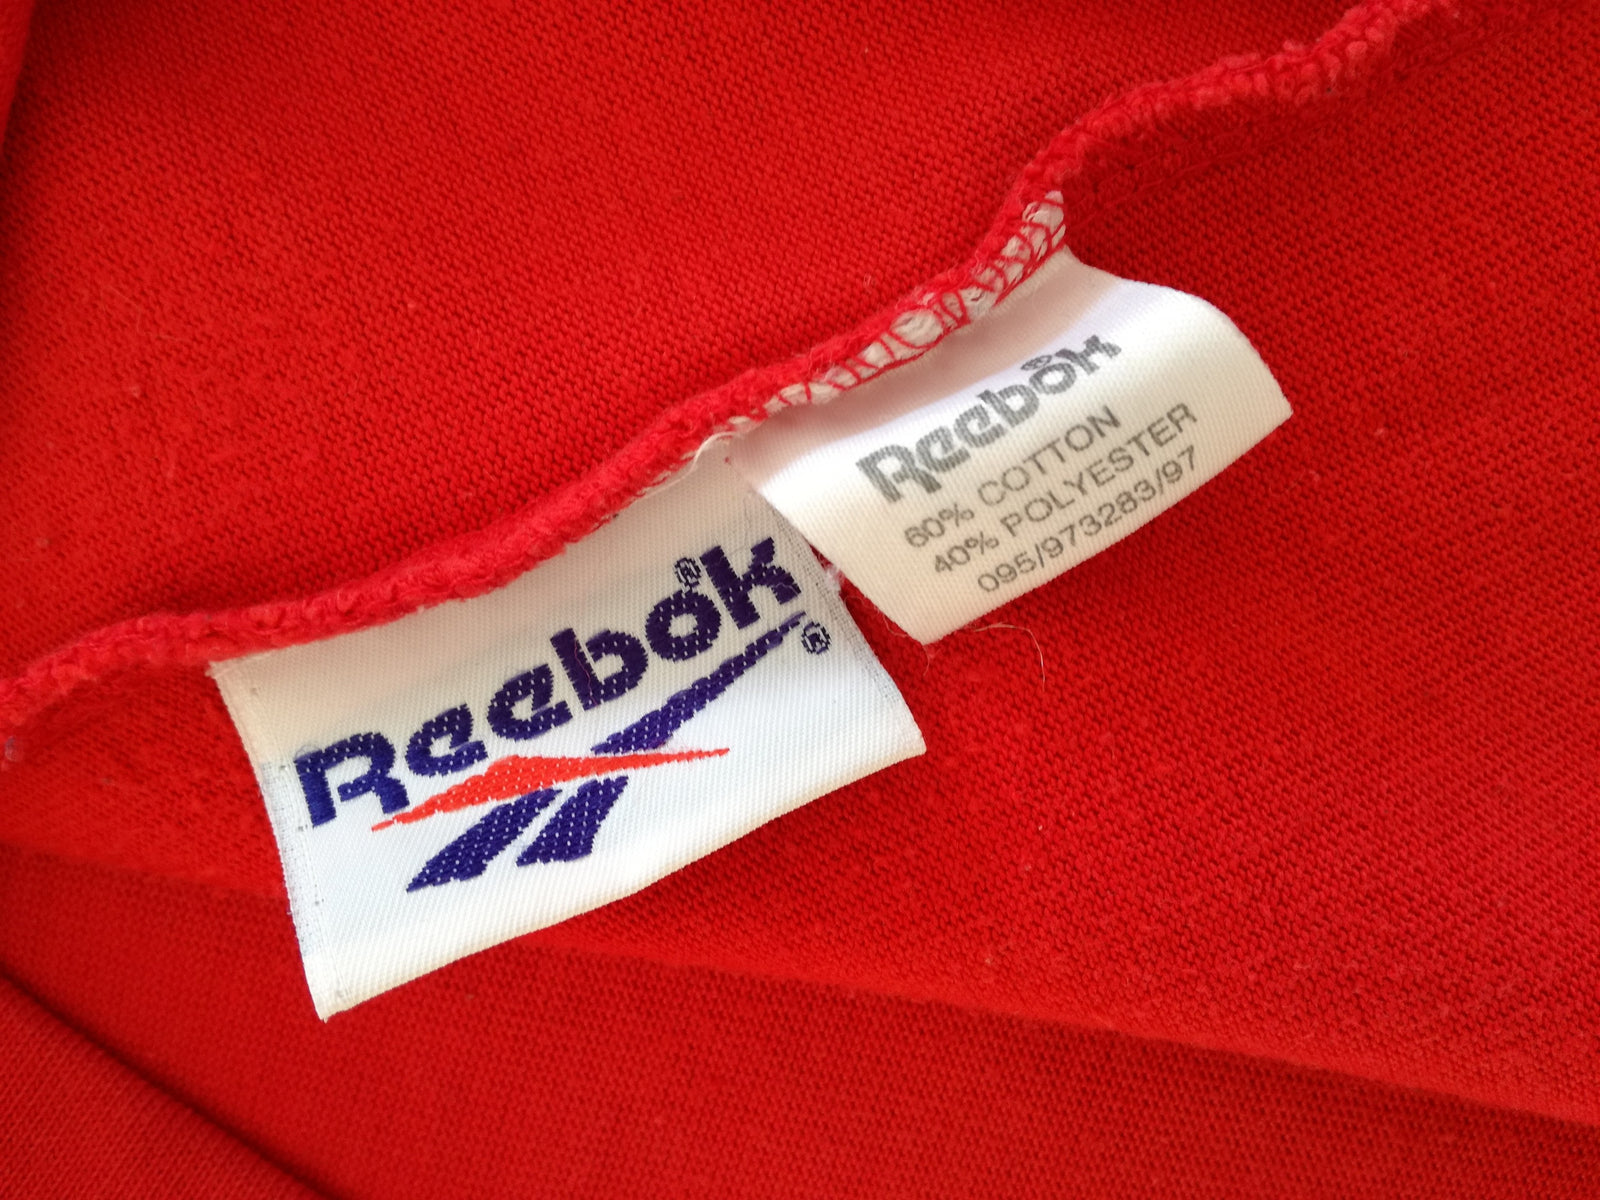 Reebok®
®
Reebok®
60% COTTON
40% POLYESTER
095/973283/97